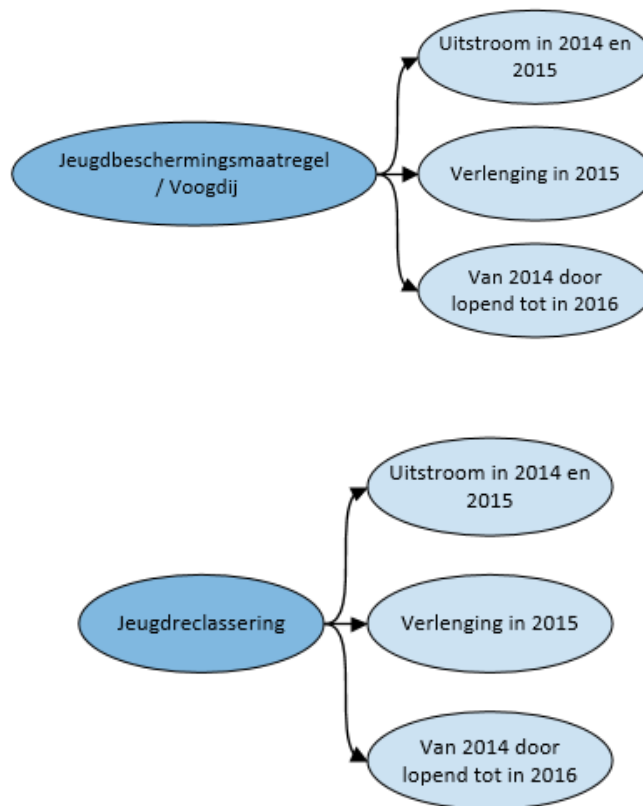 Uitstroom in 2014 en
2015
Jeugdbeschermingsmaatregel
/ Voogdij
Verlenging in 2015
Van 2014 door
lopend tot in 2016
Uitstroom in 2014 en
2015
Jeugdreclassering
Verlenging in 2015
Van 2014 door
lopend tot in 2016